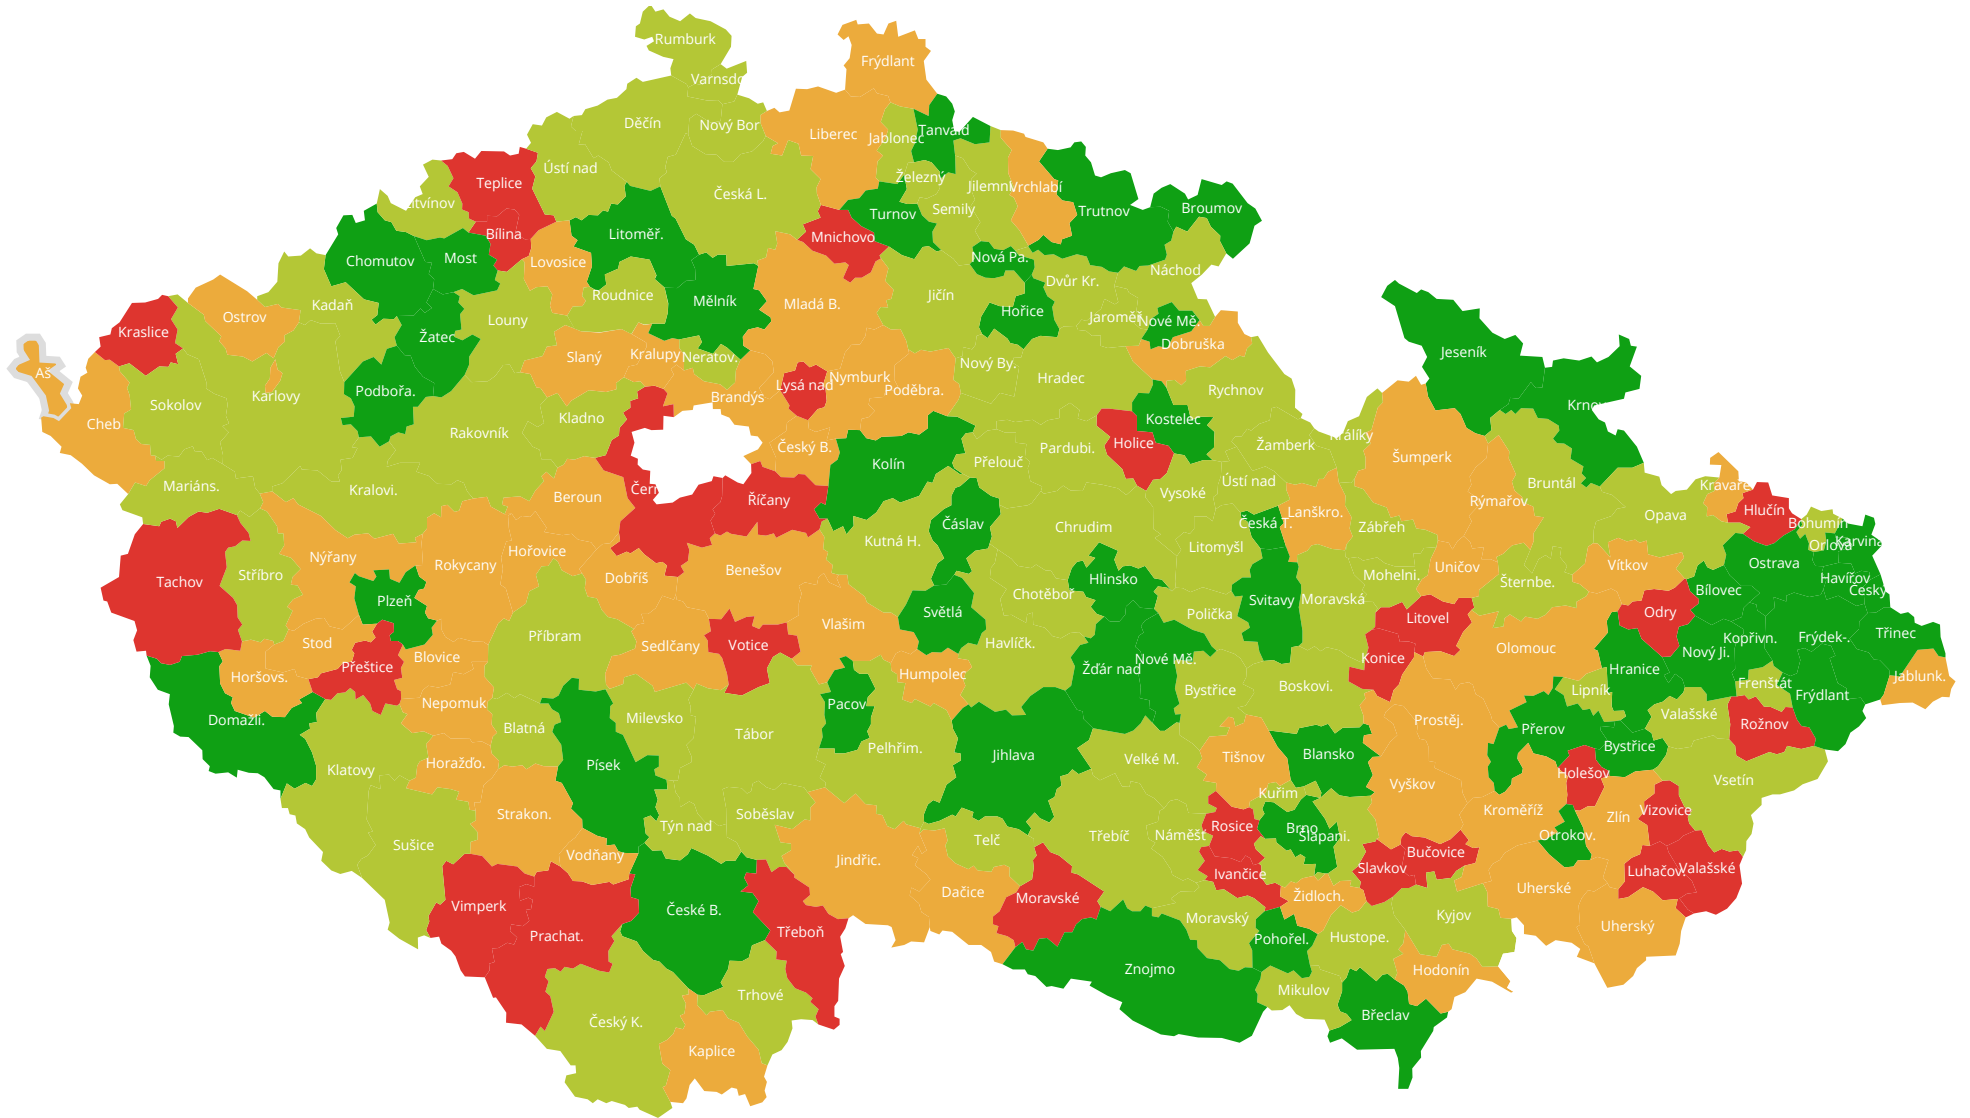 Rumburk
Frýdlant
Varnsdo
Děčín
Nový Bor
Liberec
Jablonec
Tanvald
Ústí nad
Teplice
Železný
Jilemni
Vrchlabí
Česká L.
Litvínov
Semily
Turnov
Trutnov
Broumov
Bílina
Litoměř.
Mnichovo
Chomutov
Most
Lovosice
Nová Pa.
Náchod
Dvůr Kr.
Roudnice
Mělník
Mladá B.
Jičín
Kadaň
Ostrov
Kraslice
Louny
Hořice
Jaroměř
Nové Mě.
Žatec
Dobruška
Jeseník
Slaný
Kralupy
Neratov.
Nový By.
Aš
Lysá nad
Nymburk
Hradec
Poděbra.
Podbořa.
Karlovy
Brandýs
Rychnov
Sokolov
Krnov
Cheb
Kladno
Kostelec
Rakovník
Holice
Králíky
Český B.
Pardubi.
Žamberk
Šumperk
Kolín
Přelouč
Mariáns.
Kralovi.
Beroun
Čern
Říčany
Vysoké
Ústí nad
Bruntál
Kravaře
Rýmařov
Hlučín
Lanškro.
Opava
Čáslav
Chrudim
Česká T.
Zábřeh
Bohumín
Kutná H.
Karviná
Orlová
Nýřany
Hořovice
Litomyšl
Rokycany
Benešov
Ostrava
Vítkov
Uničov
Tachov
Stříbro
Dobříš
Hlinsko
Mohelni.
Šternbe.
Havířov
Český
Bílovec
Plzeň
Chotěboř
Svitavy
Moravská
Světlá
Polička
Odry
Litovel
Vlašim
Příbram
Frýdek-.
Třinec
Kopřivn.
Stod
Havlíčk.
Votice
Sedlčany
Olomouc
Nový Ji.
Blovice
Konice
Přeštice
Žďár nad
Nové Mě.
Hranice
Horšovs.
Humpolec
Jablunk.
Frenštát
Boskovi.
Bystřice
Lipník
Frýdlant
Nepomuk
Pacov
Valašské
Domažli.
Milevsko
Prostěj.
Rožnov
Blatná
Přerov
Tábor
Pelhřim.
Bystřice
Jihlava
Blansko
Tišnov
Velké M.
Horažďo.
Písek
Klatovy
Holešov
Vsetín
Vyškov
Kuřim
Vizovice
Kroměříž
Strakon.
Soběslav
Zlín
Týn nad
Rosice
Brno
Šlapani.
Třebíč
Náměšť
Otrokov.
Telč
Sušice
Vodňany
Bučovice
Jindřic.
Slavkov
Valašské
Luhačov.
Ivančice
Uherské
Dačice
Moravské
Židloch.
Vimperk
České B.
Kyjov
Moravský
Uherský
Třeboň
Prachat.
Hustope.
Pohořel.
Znojmo
Hodonín
Mikulov
Trhové
Břeclav
Český K.
Kaplice